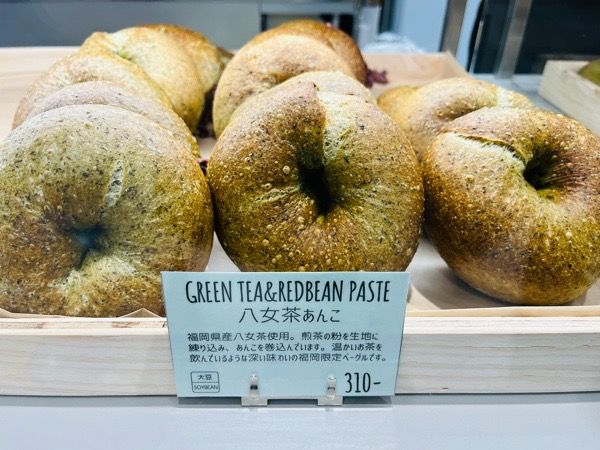 GREEN TEA&REDBEAN PASTE
八女茶あんこ
福岡県産八女茶使用。煎茶の粉を生地に
練り込み、あんこを巻込んでいます。温かいお茶を
飲んでいるような深い味わいの福岡限定ベーグルです。
大豆
SOYBEAN
310-